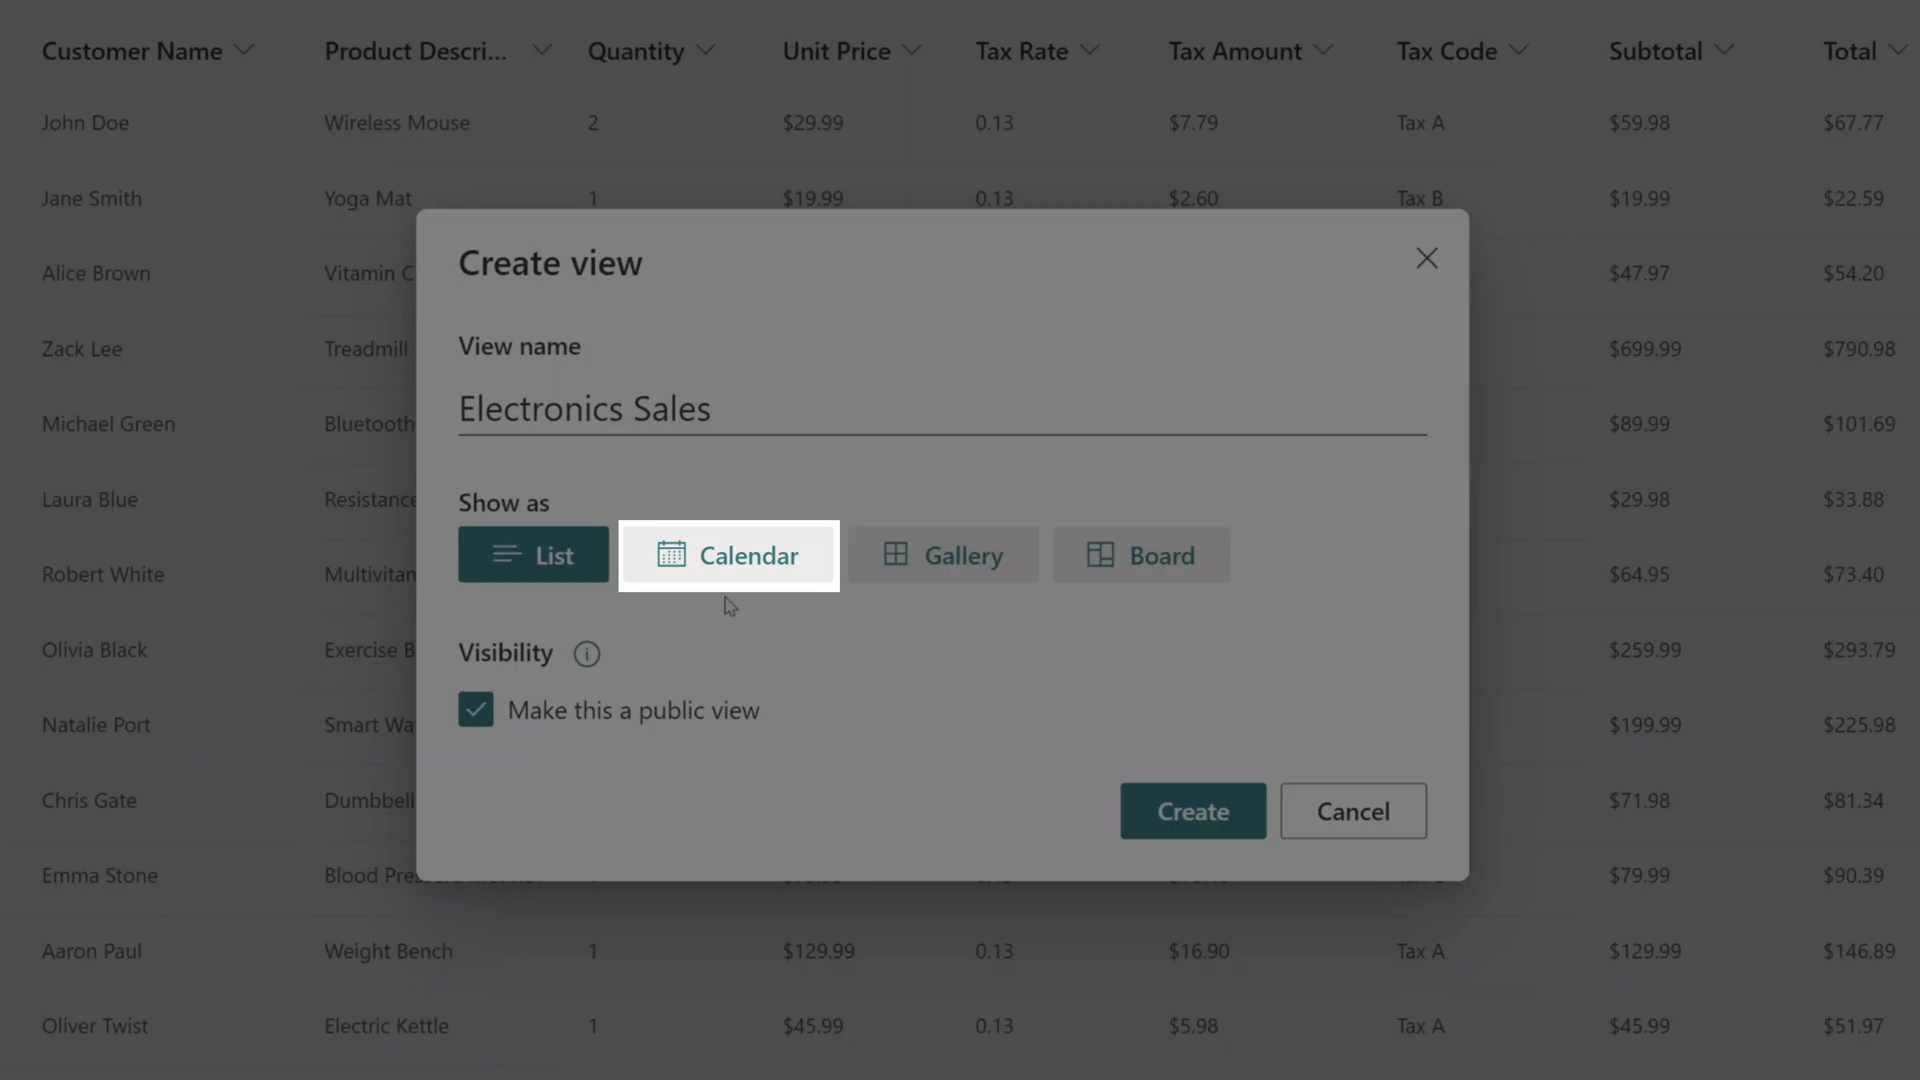 Customer Name Product Descri... Quantity Unit Price Tax Rate Tax Amount Tax Code Subtotal Total
John Doe Wireless Mouse 2 $29.99 0.13 $7.79 Tax A $59.98 $67.77
Jane Smith Yoga Mat 1 $19.99 0.13 $2.60 Tax B $19.99 $22.59
Create view
Alice Brown Vitamin C $47.97 $54.20
View name
Zack Lee Treadmill $699.99 $790.98
Electronics Sales
Michael Green Bluetooth $89.99 $101.69
Show as
Laura Blue Resistance $29.98 $33.88
List Calendar Gallery Board
Robert White Multivitam $64.95 $73.40
Visibility
Olivia Black Exercise B $259.99 $293.79
Make this a public view
Natalie Port Smart Wa $199.99 $225.98
Chris Gate Dumbbell $71.98 $81.34
Create Cancel
Emma Stone Blood $79.99 $90.39
Aaron Paul Weight Bench 1 $129.99 0.13 $16.90 Tax A $129.99 $146.89
Oliver Twist Electric Kettle 1 $45.99 0.13 $5.98 Tax A $45.99 $51.97